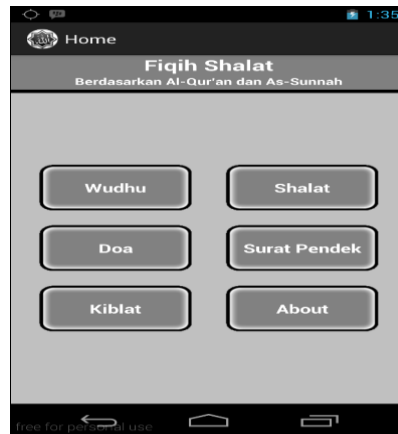 1:35
Home
Fiqih Shalat
Berdasarkan Al-Qur'an dan As-Sunnah
Wudhu
Shalat
Doa
Surat Pendek
Kiblat
About
free for personal use